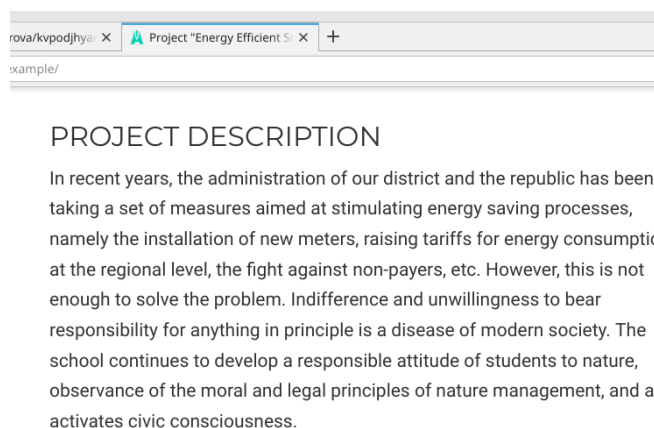 rova/kvpodjhya
Project "Energy Efficient Sc
example/
PROJECT DESCRIPTION
In recent years, the administration of our district and the republic has been
taking a set of measures aimed at stimulating energy saving processes,
namely the installation of new meters, raising tariffs for energy
at the regional level, the fight against non-payers, etc. However, this is not
enough to solve the problem. Indifference and unwillingness to bear
responsibility for anything in principle is a disease of modern society. The
school continues to develop a responsible attitude of students to nature,
observance of the moral and legal principles of nature management, and
activates civic consciousness.